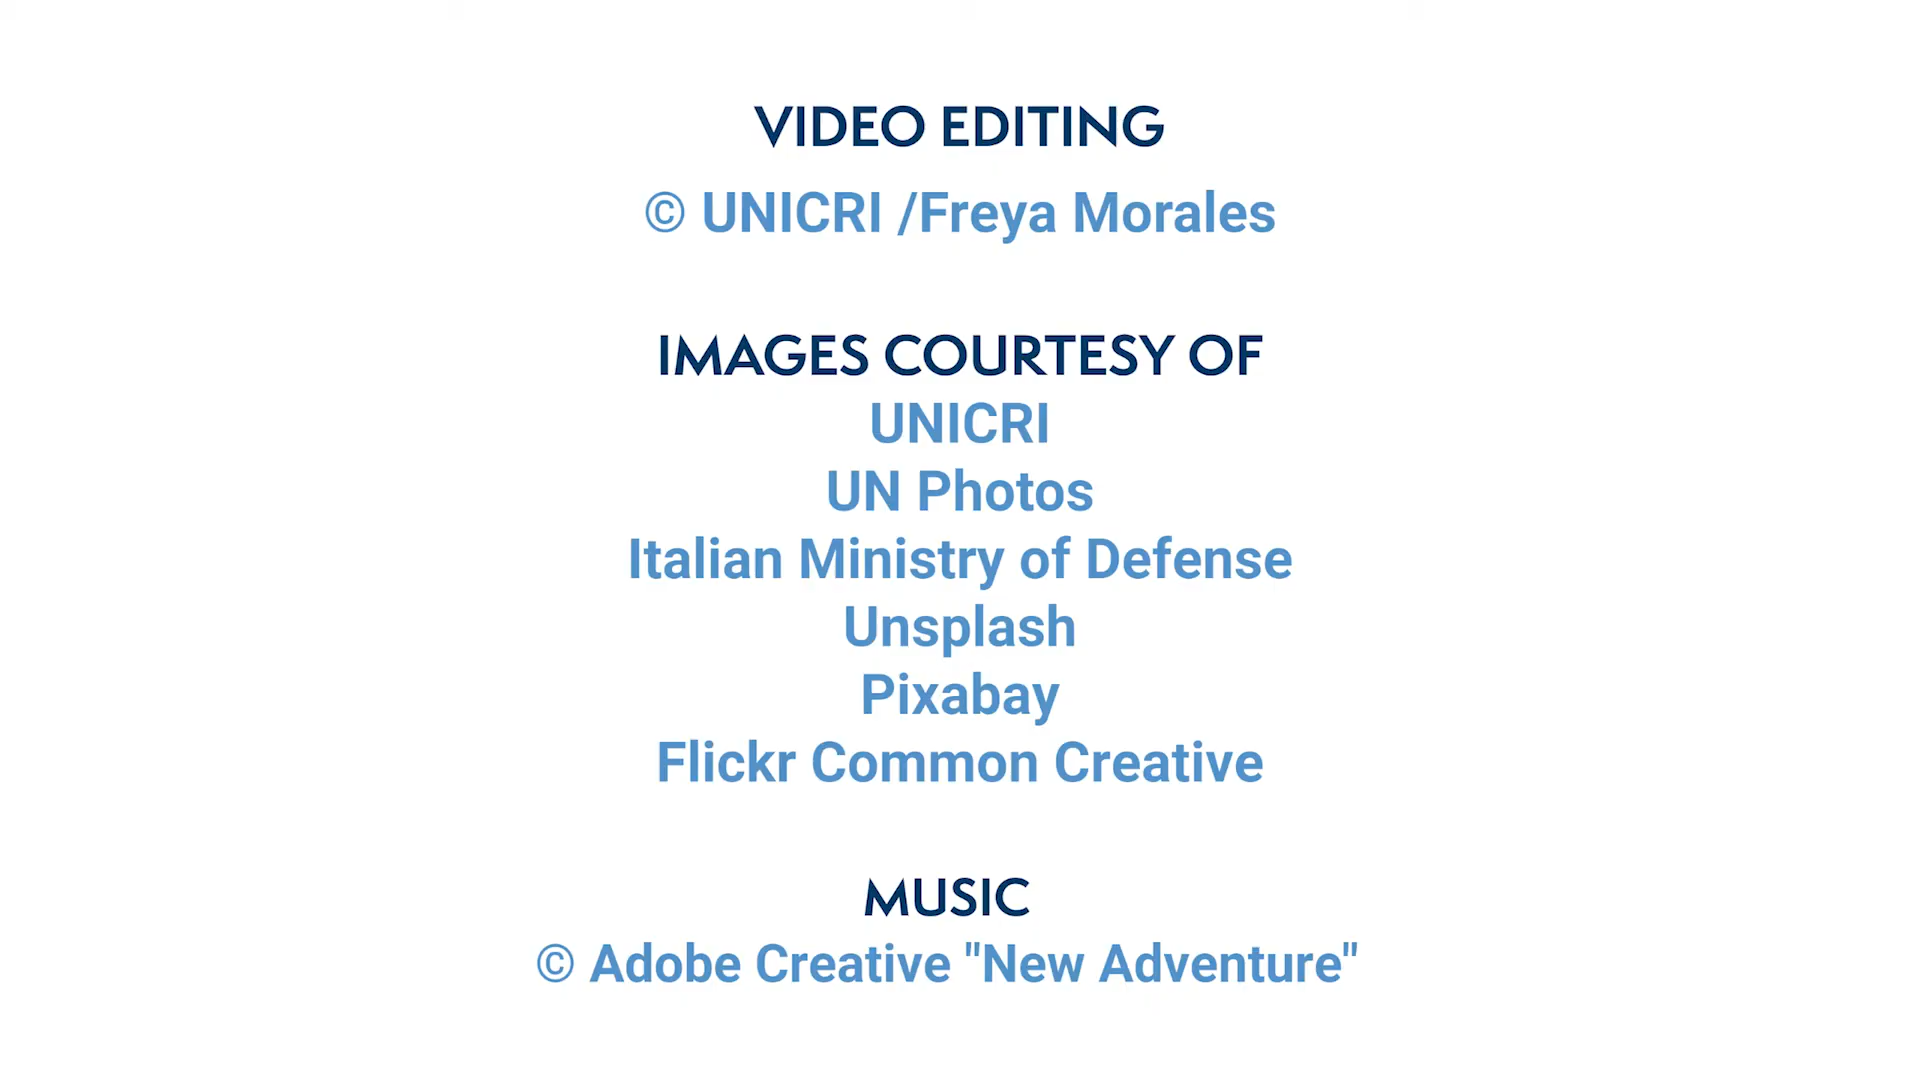 VIDEO EDITING
© UNICRI /Freya Morales
IMAGES COURTESY OF
UNICRI
UN Photos
Italian Ministry of Defense
Unsplash
Pixabay
Flickr Common Creative
MUSIC
© Adobe Creative "New Adventure"